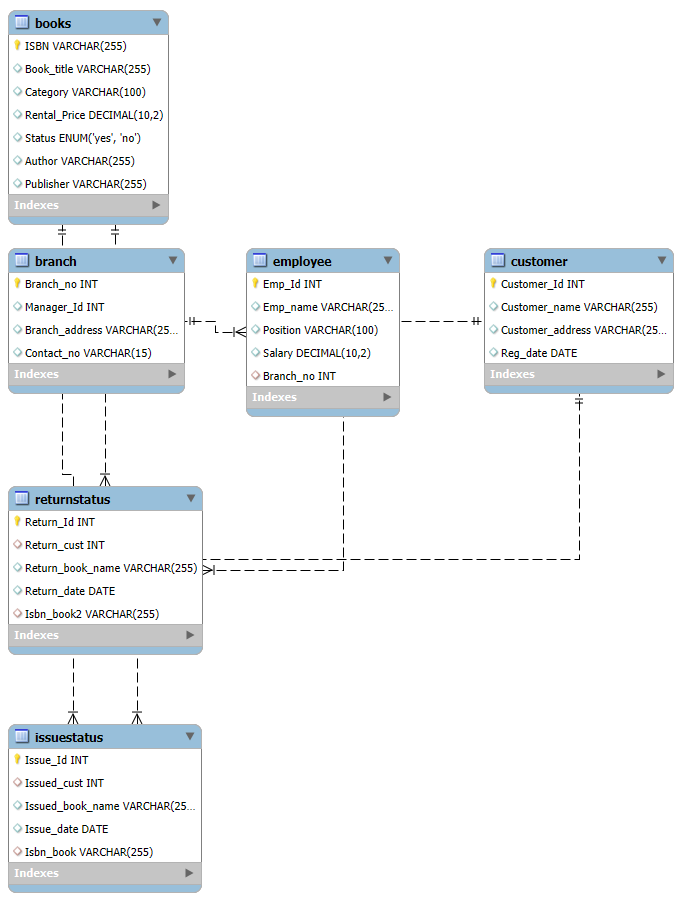 books
ISBN VARCHAR(255)
Book_title VARCHAR(255)
Category VARCHAR(100)
Rental_Price DECIMAL(10,2)
Status ENUM('yes', 'no')
Author VARCHAR(255)
Publisher VARCHAR(255)
Indexes
branch
Branch_no INT
Manager_Id INT
Branch_address VARCHAR(25...
Contact_no VARCHAR(15)
Indexes
employee
Emp_Id INT
Emp_name VARCHAR(25...
Position VARCHAR(100)
Salary DECIMAL(10,2)
Branch_no INT
Indexes
customer
Customer_Id INT
Customer_name VARCHAR(255)
Customer_address VARCHAR(25...
Reg_date DATE
Indexes
returnstatus
Return_Id INT
Return_cust INT
Return_book_name VARCHAR(255)
Return_date DATE
Isbn_book2 VARCHAR(255)
Indexes
issuestatus
Issue_Id INT
Issued_cust INT
Issued_book_name VARCHAR(25...
Issue_date DATE
Isbn_book VARCHAR(255)
Indexes